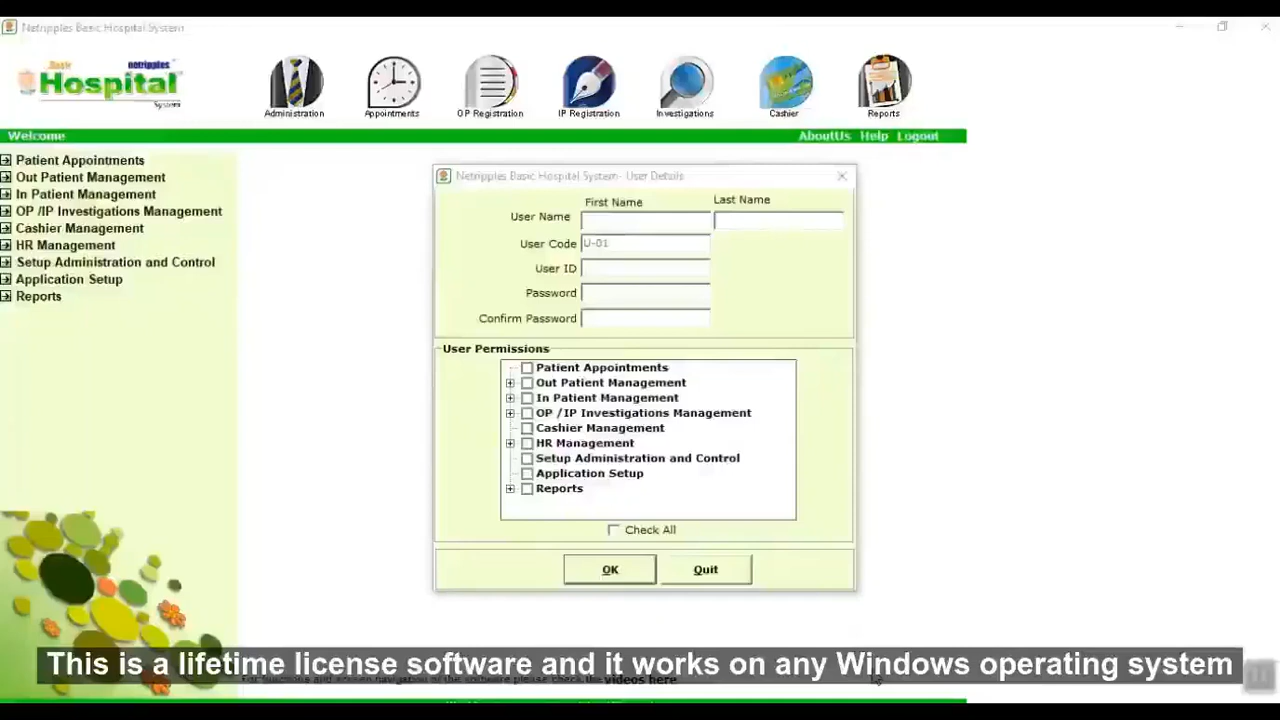 Netripples Basic Hospital System
Basic netripples
Hospital
System
Administration
Appointments
OP Registration
IP Registration
Investigations
Cashier
Reports
Welcome
AboutUs Help Logout
Patient Appointments
Out Patient Management
In Patient Management
OP /IP Investigations Management
Cashier Management
HR Management
Setup Administration and Control
Application Setup
Reports
Netripples Basic Hospital System- User Details
First Name
Last Name
User Name
User Code U-01
User ID
Password
Confirm Password
User Permissions
Patient Appointments
Out Patient Management
In Patient Management
OP /IP Investigations Management
Cashier Management
HR Management
Setup Administration and Control
Application Setup
Reports
Check All
OK
Quit
This is a lifetime license software and it works on any Windows operating system
videos here